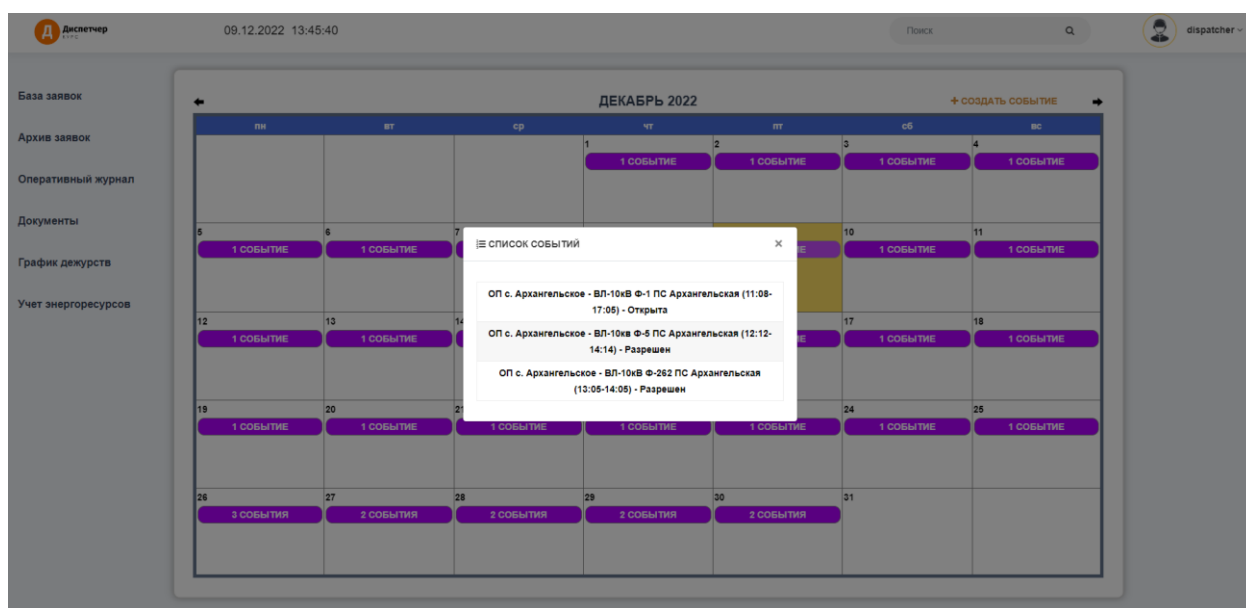 Диспетчер
КУРС
09.12.2022 13:45:40
Поиск
dispatcher
База заявок
Архив заявок
Оперативный журнал
Документы
График дежурств
Учет энергоресурсов
ДЕКАБРЬ 2022
+ СОЗДАТЬ СОБЫТИЕ
пн вт ср чт пт сб вс
1 2 3 4
1 СОБЫТИЕ 1 СОБЫТИЕ 1 СОБЫТИЕ 1 СОБЫТИЕ
5 6 7 10 11
1 СОБЫТИЕ 1 СОБЫТИЕ 1 СОБЫТИЕ 1 СОБЫТИЕ
СПИСОК СОБЫТИЙ
ОП с. Архангельское - ВЛ-10кВ Ф-1 ПС Архангельская (11:08-
17:05) - Открыта
ОП с. Архангельское - ВЛ-10кв Ф-5 ПС Архангельская (12:12-
14:14) - Разрешен
ОП с. Архангельское - ВЛ-10кВ Ф-262 ПС Архангельская
(13:05-14:05) - Разрешен
12 13 14 17 18
1 СОБЫТИЕ 1 СОБЫТИЕ 1 СОБЫТИЕ 1 СОБЫТИЕ
19 20 21 24 25
1 СОБЫТИЕ 1 СОБЫТИЕ 1 СОБЫТИЕ 1 СОБЫТИЕ 1 СОБЫТИЕ 1 СОБЫТИЕ 1 СОБЫТИЕ
26 27 28 29 30 31
3 СОБЫТИЯ 2 СОБЫТИЯ 2 СОБЫТИЯ 2 СОБЫТИЯ 2 СОБЫТИЯ